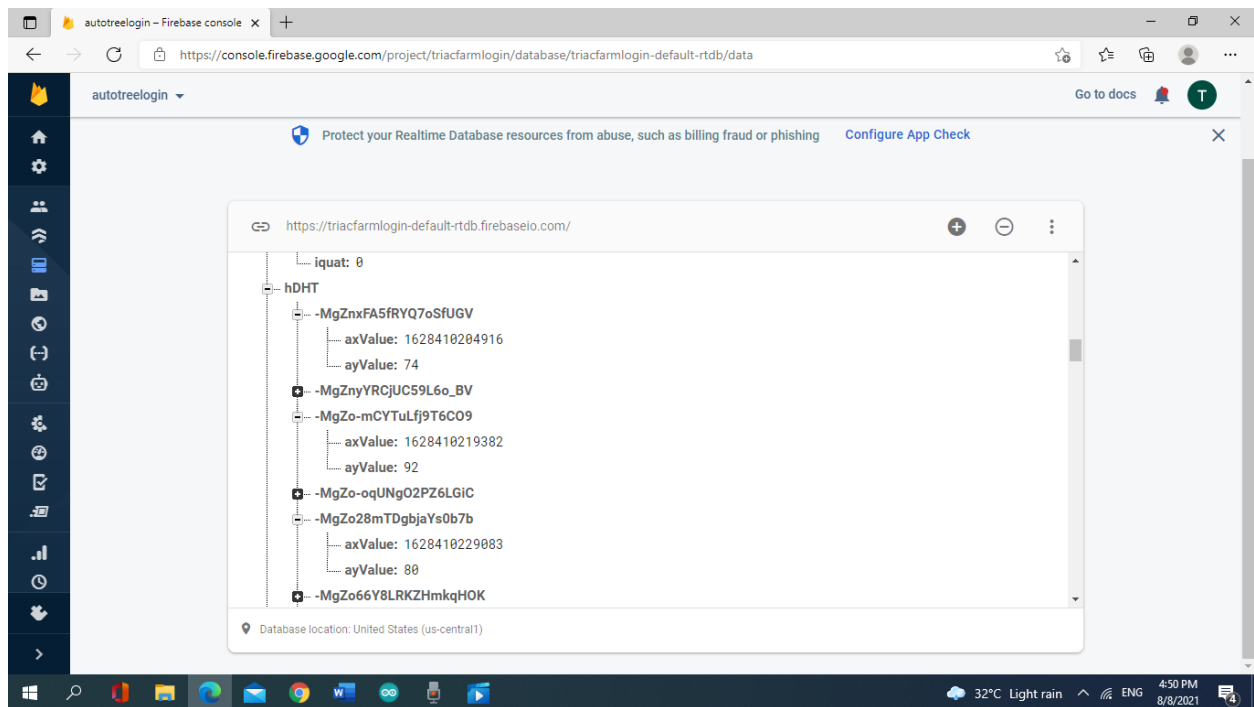 autotreelogin – Firebase console
https://console.firebase.google.com/project/triacfarmlogin/database/triacfarmlogin-default-rtdb/data
autotreelogin
Go to docs
T
Protect your Realtime Database resources from abuse, such as billing fraud or phishing Configure App Check
https://triacfarmlogin-default-rtdb.firebaseio.com/
iquat: 0
hDHT
-MgZnxFA5fRYQ7oSfUGV
axValue: 1628410204916
ayValue: 74
-MgZnyYRCjUC59L6o_BV
-MgZo-mCYTuLfj9T6CO9
axValue: 1628410219382
ayValue: 92
-MgZo-oqUNgO2PZ6LGiC
-MgZo28mTDgbjaYs0b7b
axValue: 1628410229083
ayValue: 80
-MgZo66Y8LRKZHmkqHOK
Database location: United States (us-central1)
32°C Light rain ENG
4:50 PM
8/8/2021
4